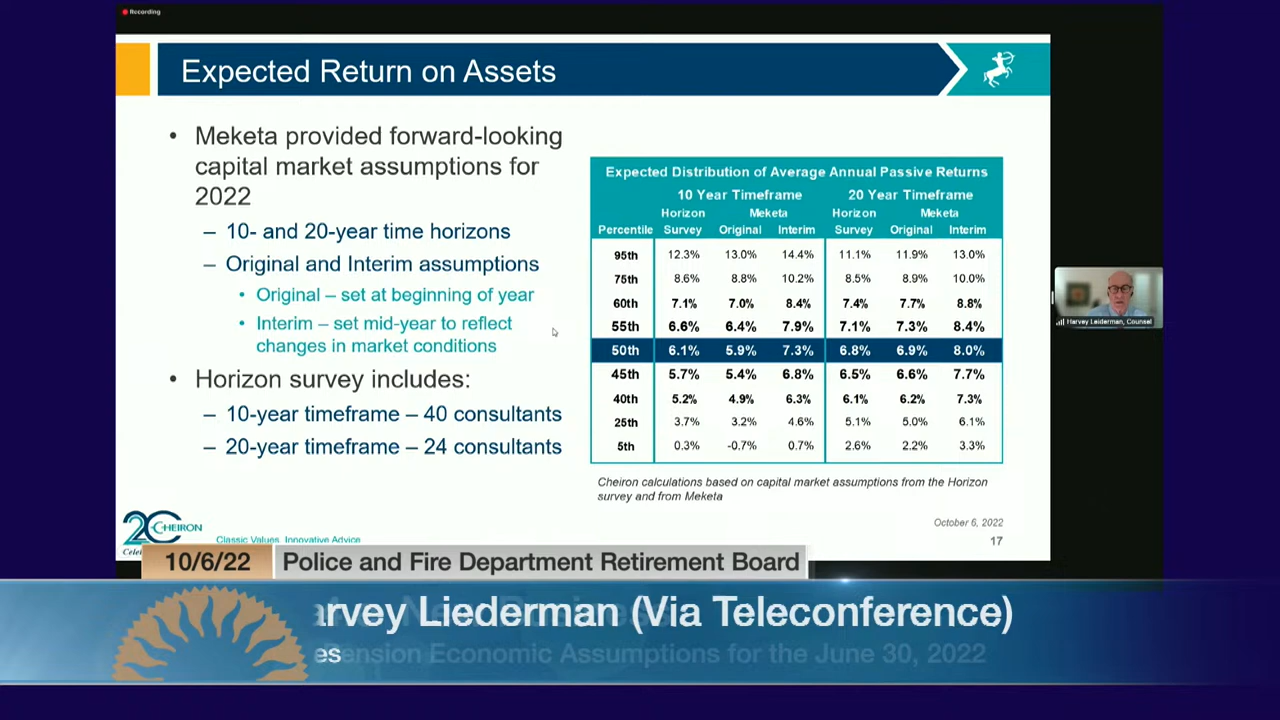 Recording
Expected Return on Assets
• Meketa provided forward-looking
capital market assumptions for
2022
– 10- and 20-year time horizons
– Original and Interim assumptions
• Original – set at beginning of year
• Interim – set mid-year to reflect
changes in market conditions
• Horizon survey includes:
– 10-year timeframe – 40 consultants
– 20-year timeframe – 24 consultants
Expected Distribution of Average Annual Passive Returns
10 Year Timeframe 20 Year Timeframe
Horizon Meketa Horizon Meketa
Percentile Survey Original Interim Survey Original Interim
95th 12.3% 13.0% 14.4% 11.1% 11.9% 13.0%
75th 8.6% 8.8% 10.2% 8.5% 8.9% 10.0%
60th 7.1% 7.0% 8.4% 7.4% 7.7% 8.8%
55th 6.6% 6.4% 7.9% 7.1% 7.3% 8.4%
50th 6.1% 5.9% 7.3% 6.8% 6.9% 8.0%
45th 5.7% 5.4% 6.8% 6.5% 6.6% 7.7%
40th 5.2% 4.9% 6.3% 6.1% 6.2% 7.3%
25th 3.7% 3.2% 4.6% 5.1% 5.0% 6.1%
5th 0.3% -0.7% 0.7% 2.6% 2.2% 3.3%
Cheiron calculations based on capital market assumptions from the Horizon
survey and from Meketa
Harvey Leiderman, Counsel
October 6, 2022
17
20 CHEIRON
Classic Values, Innovative Advice
10/6/22 Police and Fire Department Retirement Board
arvey Liederman (Via Teleconference)
es Pension Economic Assumptions for the June 30, 2022